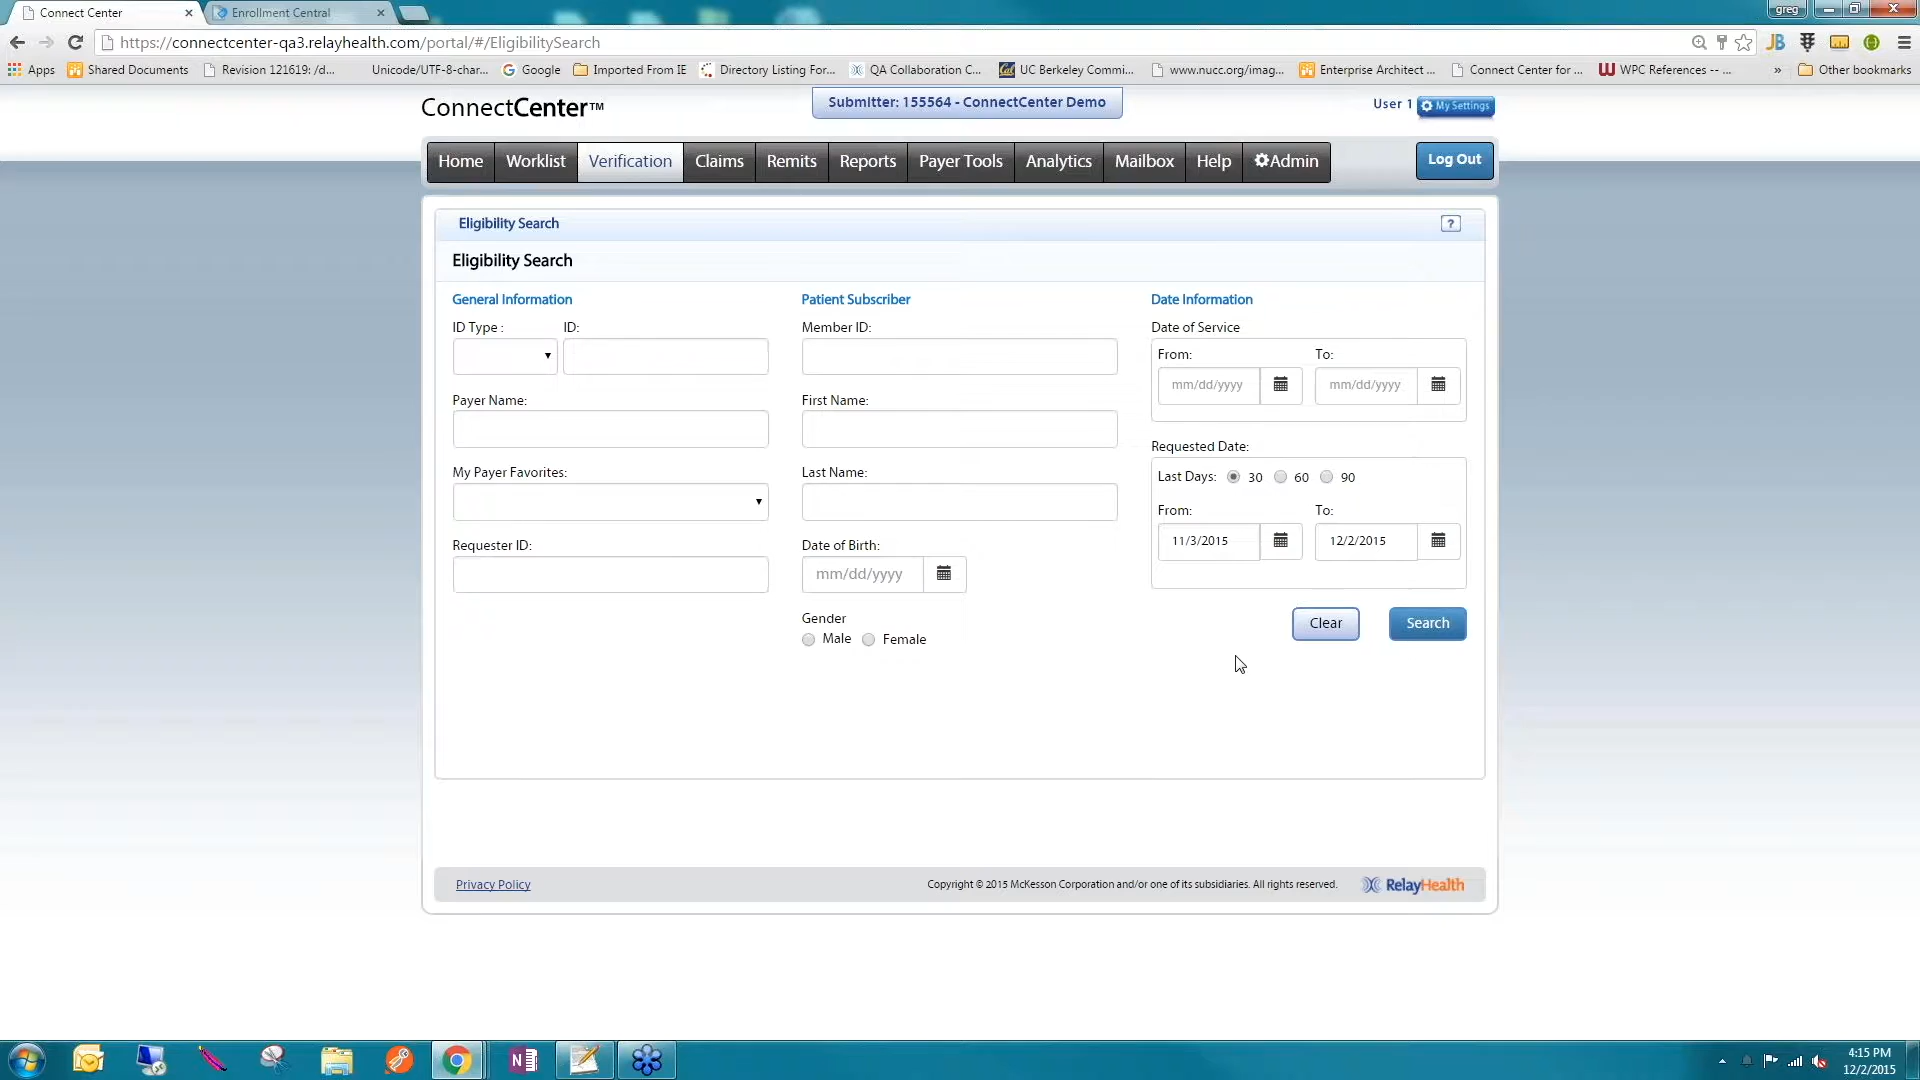 Connect Center
Enrollment Central
greg
https://connectcenter-qa3.relayhealth.com/portal/#/EligibilitySearch
Apps Shared Documents Revision 121619: /d... Unicode/UTF-8-char... Google Imported From IE Directory Listing For... QA Collaboration C... UC Berkeley Commi... www.nucc.org/imag... Enterprise Architect ... Connect Center for ... WPC References -- ... » Other bookmarks
ConnectCenter™
Submitter: 155564 - ConnectCenter Demo
User 1 My Settings
Home Worklist Verification Claims Remits Reports Payer Tools Analytics Mailbox Help Admin Log Out
Eligibility Search ?
Eligibility Search
General Information
ID Type : ID:
Payer Name:
My Payer Favorites:
Requester ID:
Patient Subscriber
Member ID:
First Name:
Last Name:
Date of Birth:
mm/dd/yyyy
Gender
Male Female
Date Information
Date of Service
From: To:
mm/dd/yyyy mm/dd/yyyy
Requested Date:
Last Days: 30 60 90
From: To:
11/3/2015 12/2/2015
Clear Search
Privacy Policy Copyright © 2015 McKesson Corporation and/or one of its subsidiaries. All rights reserved. RelayHealth
4:15 PM
12/2/2015